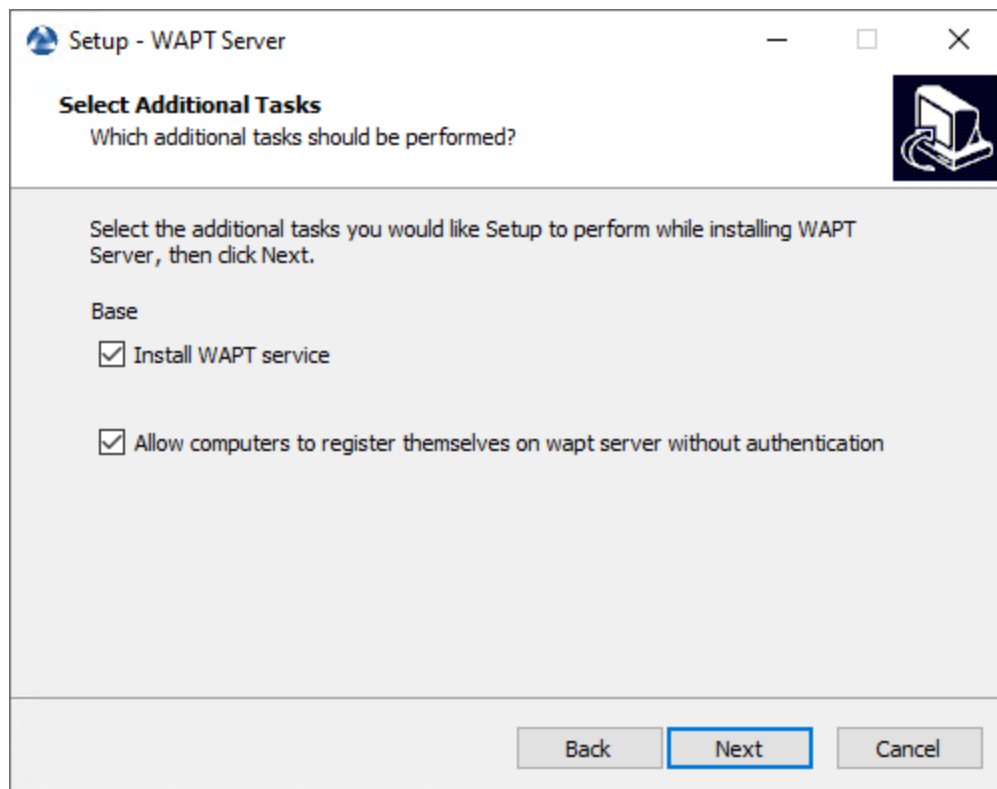 Setup - WAPT Server
Select Additional Tasks
Which additional tasks should be performed?
Select the additional tasks you would like Setup to perform while installing WAPT
Server, then click Next.
Base
Install WAPT service
Allow computers to register themselves on wapt server without authentication
Back
Next
Cancel